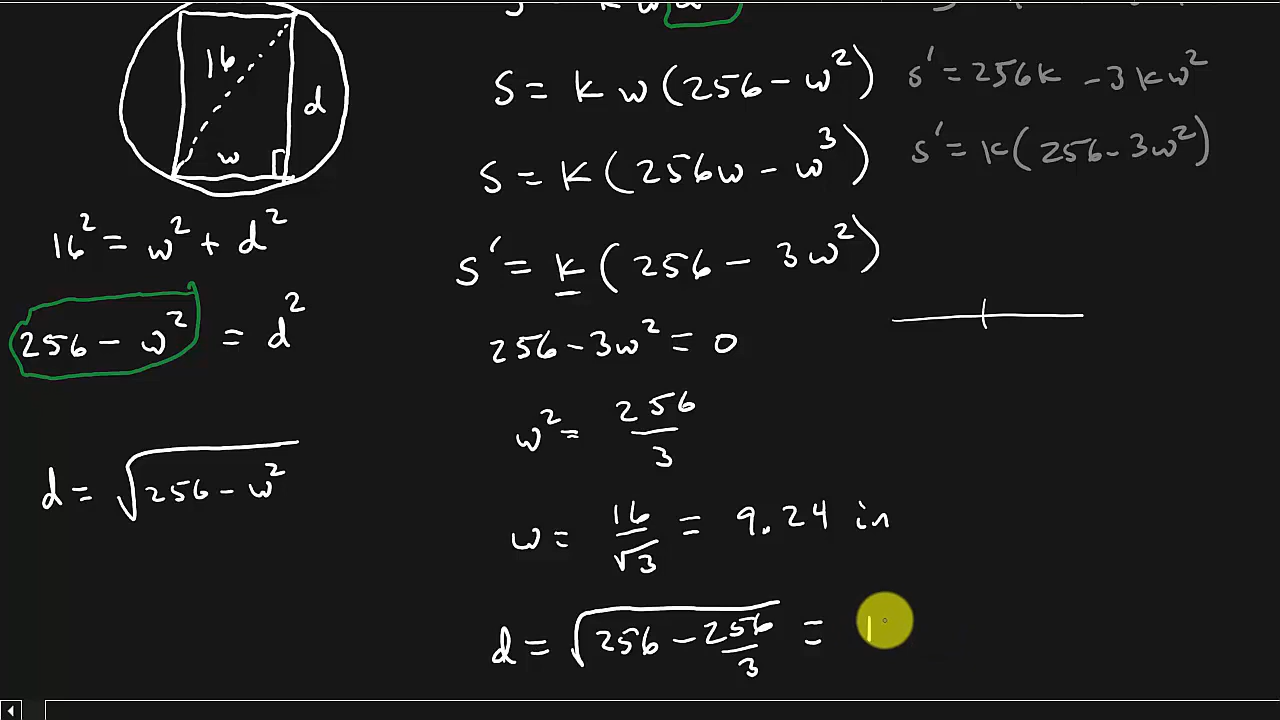 16
d
w
16² = w² + d²
256 - w² = d²
d = √(256 - w²)
S = k w (256 - w²)
S = k (256w - w³)
S' = k (256 - 3w²)
256 - 3w² = 0
w² = 256/3
w = 16/√3 = 9.24 in
d = √(256 - 256/3) = 1
S' = 256k - 3kw²
S' = k (256 - 3w²)